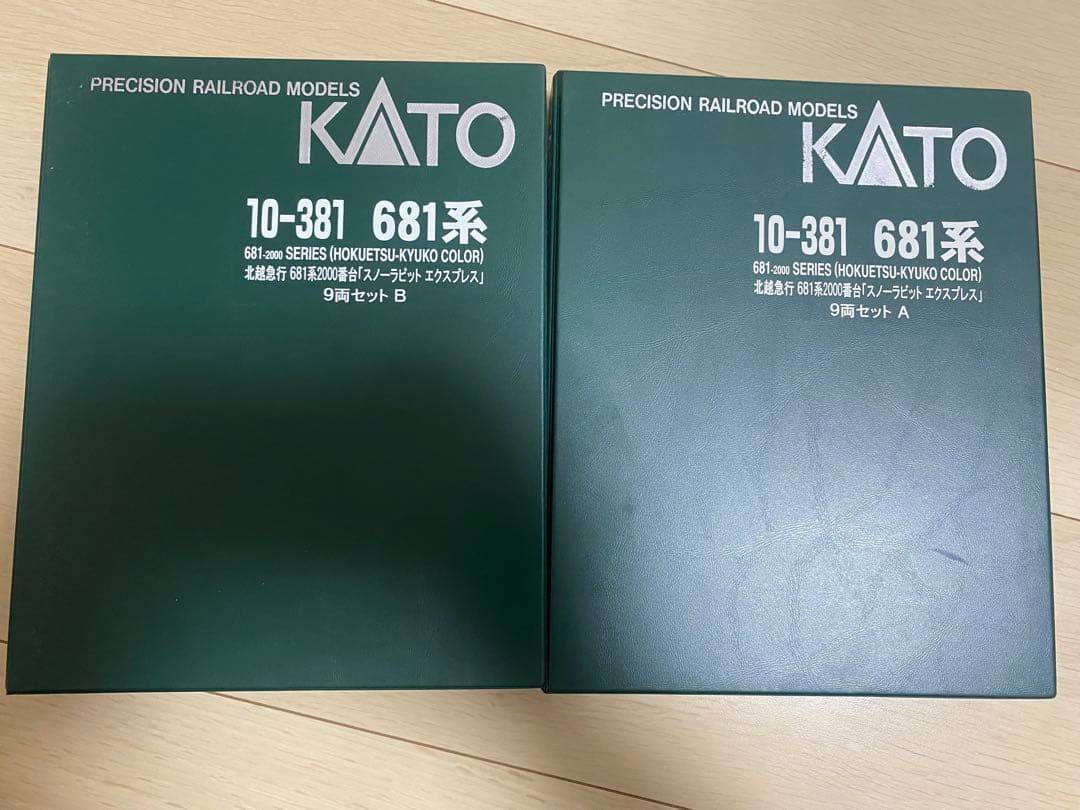 PRECISION RAILROAD MODELS
KATO
10-381 681系
681-2000 SERIES (HOKUETSU-KYUKO COLOR)
北越急行 681系2000番台「スノーラビット エクスプレス」
9両セット B
PRECISION RAILROAD MODELS
KATO
10-381 681系
681-2000 SERIES (HOKUETSU-KYUKO COLOR)
北越急行 681系2000番台「スノーラビット エクスプレス」
9両セット A